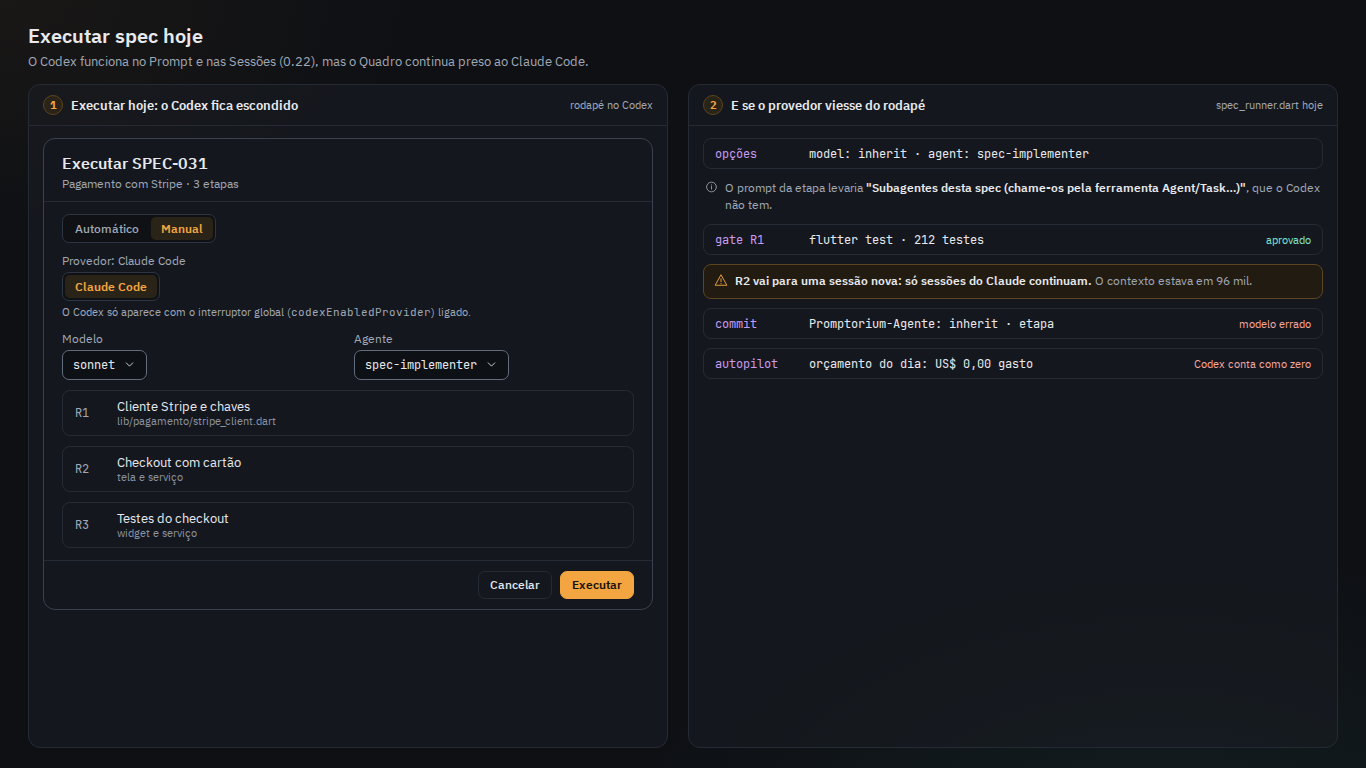 Executar spec hoje
O Codex funciona no Prompt e nas Sessões (0.22), mas o Quadro continua preso ao Claude Code.
1 Executar hoje: o Codex fica escondido rodapé no Codex
Executar SPEC-031
Pagamento com Stripe · 3 etapas
Automático Manual
Provedor: Claude Code
Claude Code
O Codex só aparece com o interruptor global (codexEnabledProvider) ligado.
Modelo Agente
sonnet spec-implementer
R1 Cliente Stripe e chaves
lib/pagamento/stripe_client.dart
R2 Checkout com cartão
tela e serviço
R3 Testes do checkout
widget e serviço
Cancelar Executar
2 E se o provedor viesse do rodapé spec_runner.dart hoje
opções model: inherit · agent: spec-implementer
O prompt da etapa levaria "Subagentes desta spec (chame-os pela ferramenta Agent/Task…)", que o Codex
não tem.
gate R1 flutter test · 212 testes aprovado
R2 vai para uma sessão nova: só sessões do Claude continuam. O contexto estava em 96 mil.
commit Promptorium-Agente: inherit · etapa modelo errado
autopilot orçamento do dia: US$ 0,00 gasto Codex conta como zero